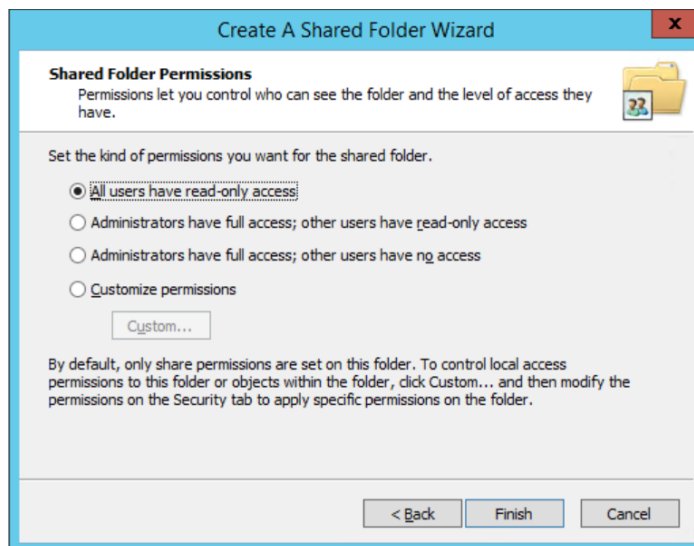 Create A Shared Folder Wizard
x
Shared Folder Permissions
Permissions let you control who can see the folder and the level of access they
have.
Set the kind of permissions you want for the shared folder.
All users have read-only access
Administrators have full access; other users have read-only access
Administrators have full access; other users have no access
Customize permissions
Custom...
By default, only share permissions are set on this folder. To control local access
permissions to this folder or objects within the folder, click Custom... and then modify the
permissions on the Security tab to apply specific permissions on the folder.
< Back
Finish
Cancel